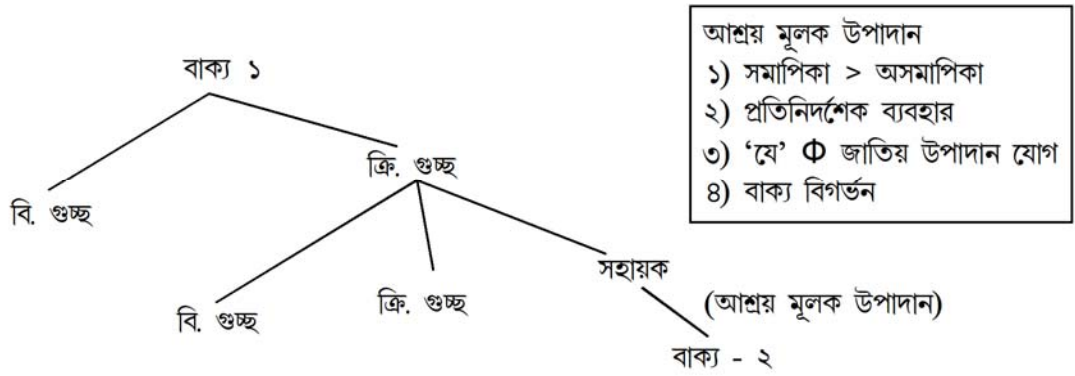 বাক্য ১
ক্রি. গুচ্ছ
বি. গুচ্ছ
সহায়ক
বি. গুচ্ছ
ক্রি. গুচ্ছ
(আশ্রয় মূলক উপাদান)
বাক্য - ২
আশ্রয় মূলক উপাদান
১) সমাপিকা > অসমাপিকা
২) প্রতিনির্দশেক ব্যবহার
৩) ‘যে’ Φ জাতিয় উপাদান যোগ
৪) বাক্য বিগর্ভন